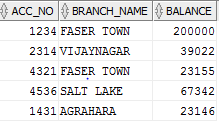 ACC_NO BRANCH_NAME BALANCE
1234 FASER TOWN 200000
2314 VIJAYNAGAR 39022
4321 FASER TOWN 23155
4536 SALT LAKE 67342
1431 AGRAHARA 23146